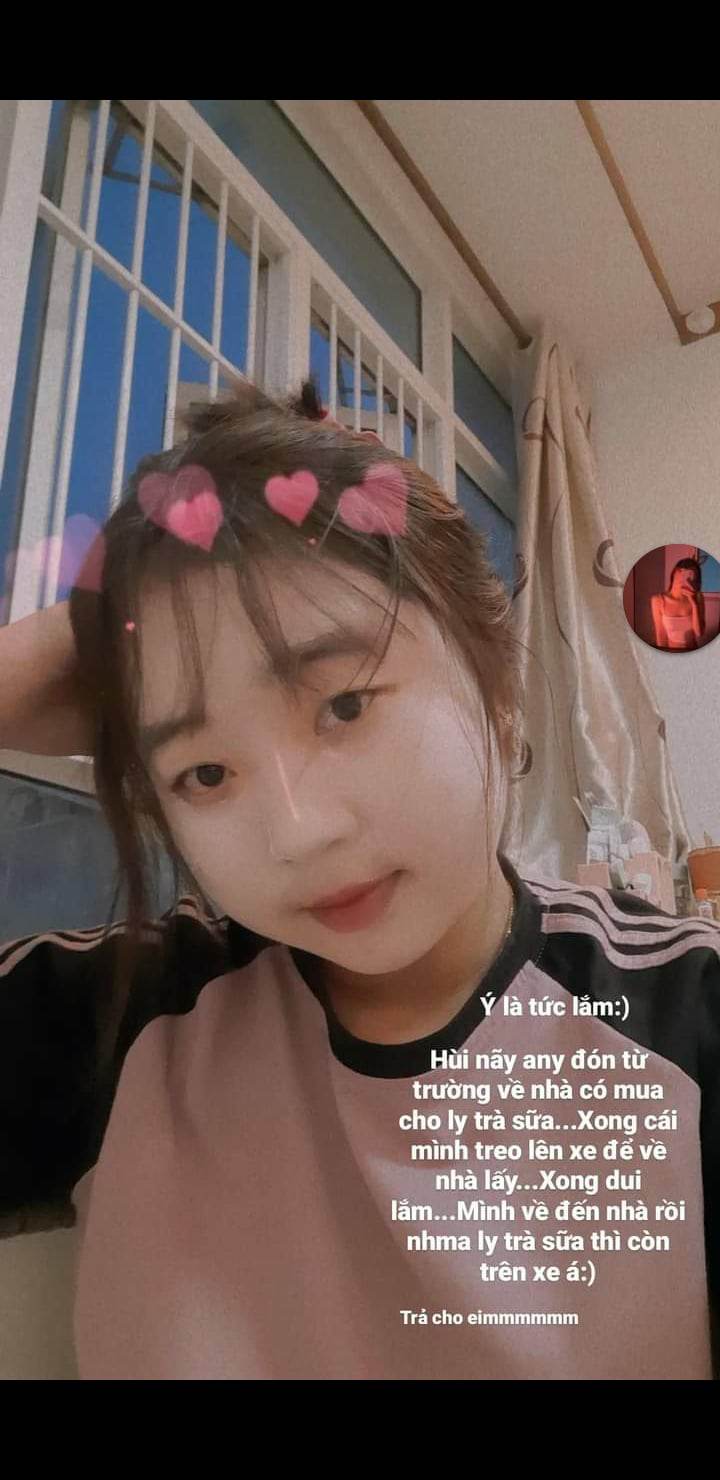 Ý là tức lắm:)
Hùi nãy any đón từ
trường về nhà có mua
cho ly trà sữa...Xong cái
mình treo lên xe để về
nhà lấy...Xong dui
lắm...Mình về đến nhà rồi
nhma ly trà sữa thì còn
trên xe á:)
Trả cho eimmmmmm